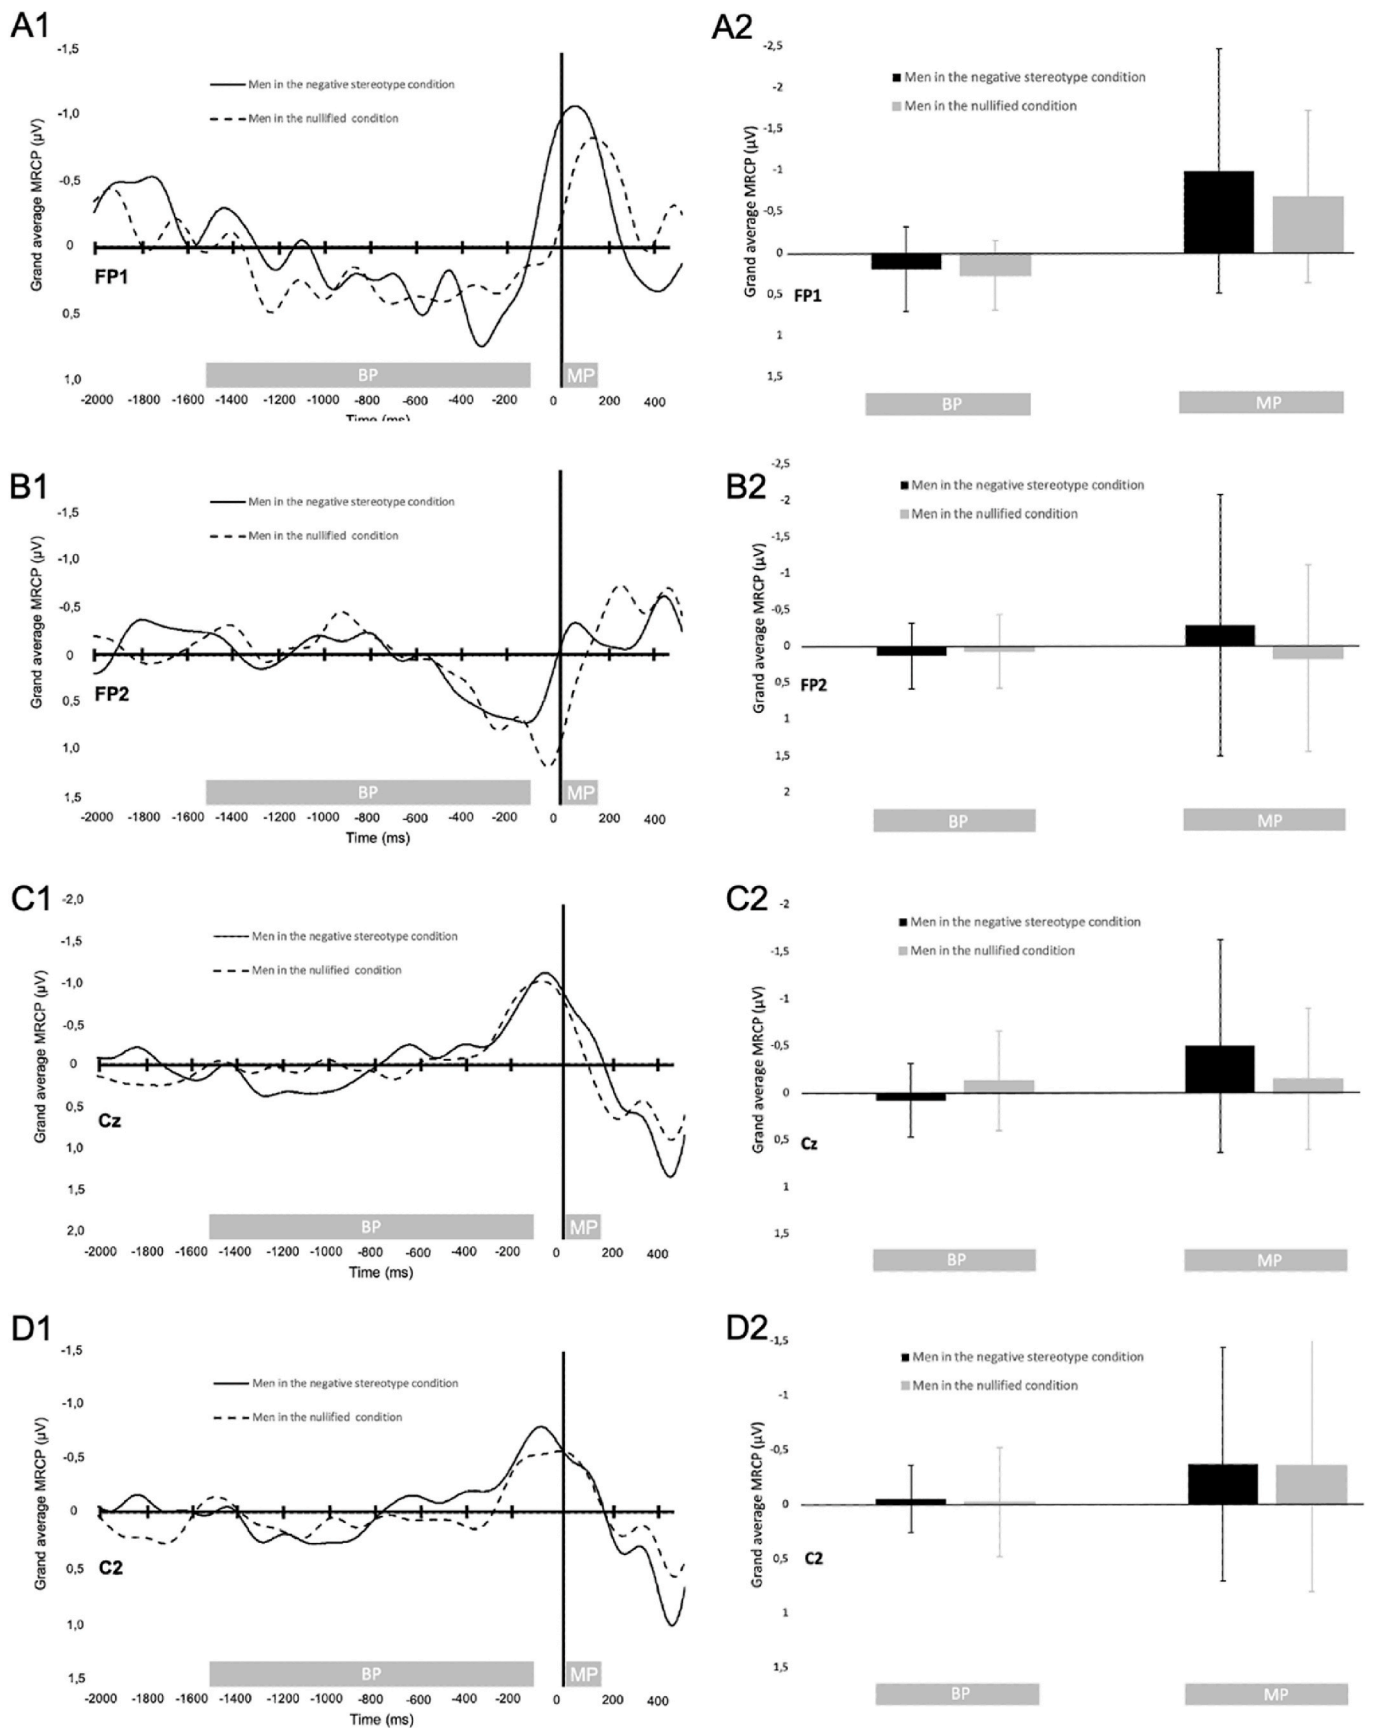 A1
-1,5
-1,0
-0,5
0
0,5
1,0
Grand average MRCP (µV)
Men in the negative stereotype condition
Men in the nullified condition
FP1
BP
MP
-2000 -1800 -1600 -1400 -1200 -1000 -800 -600 -400 -200 0 200 400
Time (ms)
A2
-2,5
-2
-1,5
-1
-0,5
0
0,5
1
1,5
Grand average MRCP (µV)
Men in the negative stereotype condition
Men in the nullified condition
FP1
BP
MP
B1
-1,5
-1,0
-0,5
0
0,5
1,0
1,5
Grand average MRCP (µV)
Men in the negative stereotype condition
Men in the nullified condition
FP2
BP
MP
-2000 -1800 -1600 -1400 -1200 -1000 -800 -600 -400 -200 0 200 400
Time (ms)
B2
-2,5
-2
-1,5
-1
-0,5
0
0,5
1
1,5
2
Grand average MRCP (µV)
Men in the negative stereotype condition
Men in the nullified condition
FP2
BP
MP
C1
-2,0
-1,5
-1,0
-0,5
0
0,5
1,0
1,5
2,0
Grand average MRCP (µV)
Men in the negative stereotype condition
Men in the nullified condition
Cz
BP
MP
-2000 -1800 -1600 -1400 -1200 -1000 -800 -600 -400 -200 0 200 400
Time (ms)
C2
-2
-1,5
-1
-0,5
0
0,5
1
1,5
Grand average MRCP (µV)
Men in the negative stereotype condition
Men in the nullified condition
Cz
BP
MP
D1
-1,5
-1,0
-0,5
0
0,5
1,0
1,5
Grand average MRCP (µV)
Men in the negative stereotype condition
Men in the nullified condition
C2
BP
MP
-2000 -1800 -1600 -1400 -1200 -1000 -800 -600 -400 -200 0 200 400
Time (ms)
D2
-1,5
-1
-0,5
0
0,5
1
1,5
Grand average MRCP (µV)
Men in the negative stereotype condition
Men in the nullified condition
C2
BP
MP